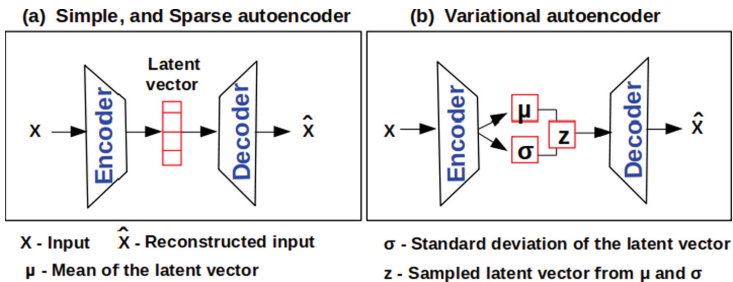 (a) Simple, and Sparse autoencoder
X
Encoder
Latent
vector
Decoder
X̂
(b) Variational autoencoder
X
Encoder
μ
σ
z
Decoder
X̂
X - Input X̂ - Reconstructed input
μ - Mean of the latent vector
σ - Standard deviation of the latent vector
z - Sampled latent vector from μ and σ